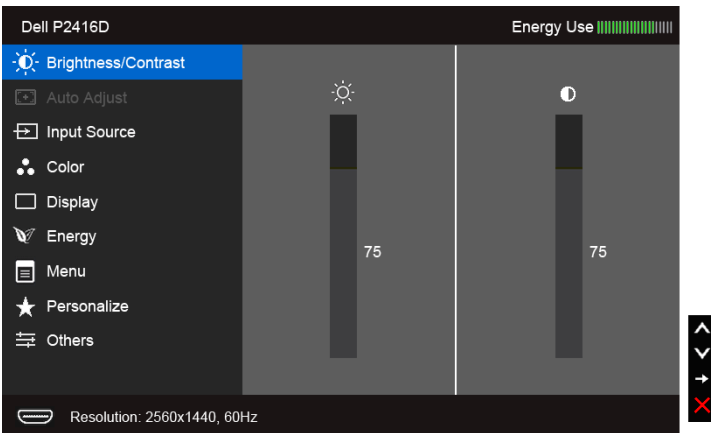 Dell P2416D
Energy Use
Brightness/Contrast
Auto Adjust
Input Source
Color
Display
Energy
Menu
Personalize
Others
75
75
Resolution: 2560x1440, 60Hz